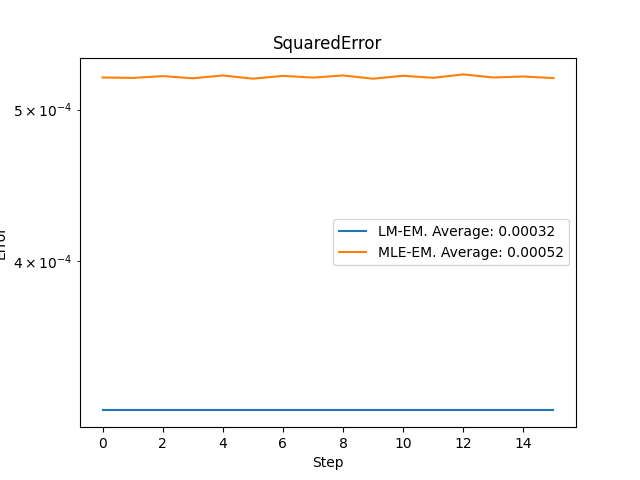 SquaredError
5 × 10⁻⁴
4 × 10⁻⁴
Error
LM-EM. Average: 0.00032
MLE-EM. Average: 0.00052
0 2 4 6 8 10 12 14
Step